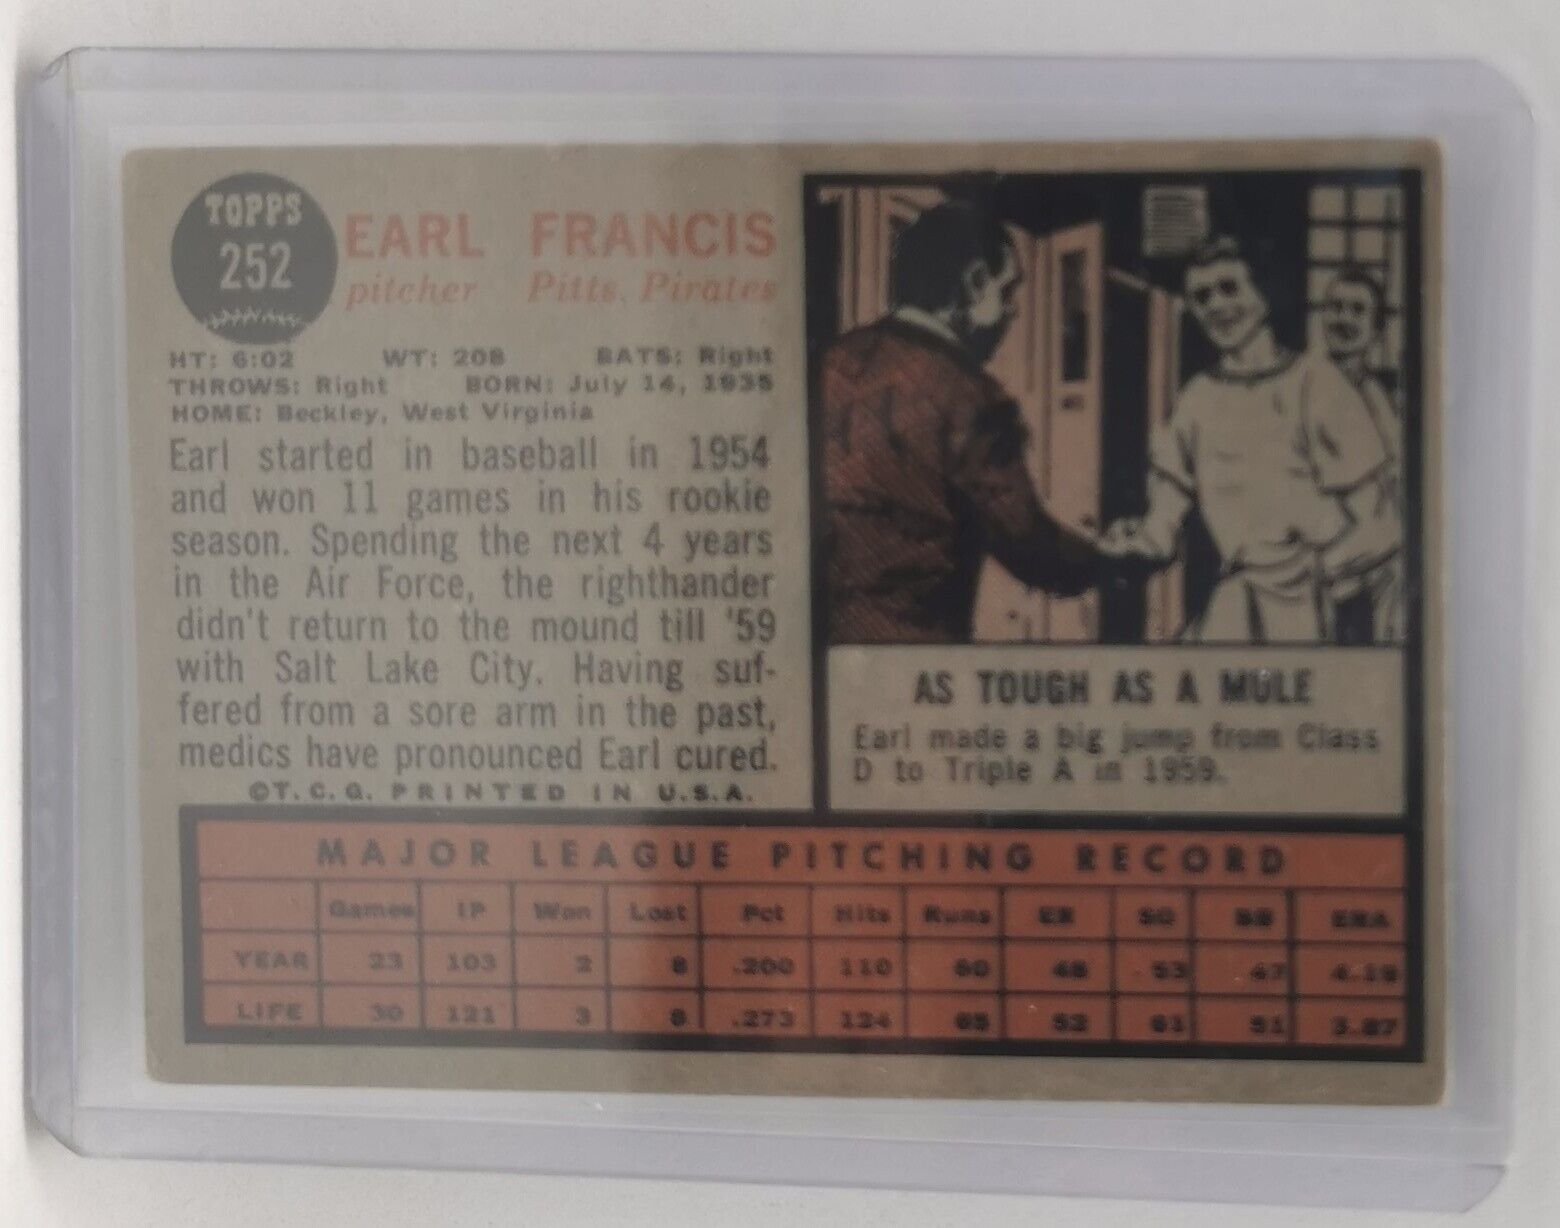 TOPPS
252
EARL FRANCIS
pitcher Pitts. Pirates
HT: 6:02 WT: 208 BATS: Right
THROWS: Right BORN: July 14, 1935
HOME: Beckley, West Virginia
Earl started in baseball in 1954
and won 11 games in his rookie
season. Spending the next 4 years
in the Air Force, the righthander
didn't return to the mound till '59
with Salt Lake City. Having suf-
fered from a sore arm in the past,
medics have pronounced Earl cured.
©T.C.G. PRINTED IN U.S.A.
AS TOUGH AS A MULE
Earl made a big jump from Class
D to Triple A in 1959.
MAJOR LEAGUE PITCHING RECORD
Games IP Won Lost Pct Hits Runs ER SO BB ERA
YEAR 23 103 2 8 .200 110 60 48 53 47 4.19
LIFE 30 121 3 8 .273 124 65 52 61 51 3.87